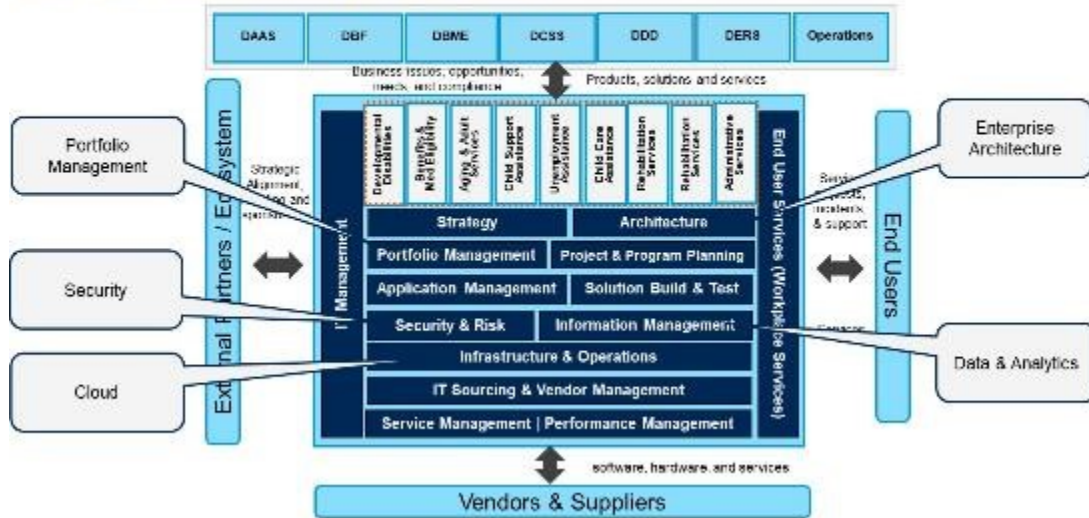 DAAS
DBF
DBME
DCSS
DDD
DERS
Operations
Business issues, opportunities,
needs, and compliance
Products, solutions and services
External Partners / Ecosystem
Portfolio
Management
Security
Cloud
Strategic
Alignment,
and
IT Management
Developmental
Disabilities
Benefits &
Med Eligibility
Aging & Adult
Services
Child Support
Assistance
Unemployment
Assistance
Child Care
Assistance
Rehabilitation
Services
Rehabilitation
Services
Administrative
Services
Strategy
Architecture
Portfolio Management
Project & Program Planning
Application Management
Solution Build & Test
Security & Risk
Information Management
Infrastructure & Operations
IT Sourcing & Vendor Management
Service Management | Performance Management
End User Services (Workplace Services)
Enterprise
Architecture
incidents,
& support
End Users
Data & Analytics
software, hardware, and services
Vendors & Suppliers